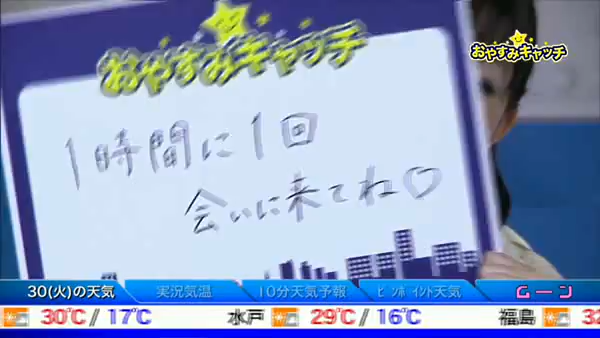 おやすみキャッチ
おやすみキャッチ
1時間に1回
会いに来てね♡
30(火)の天気 実況気温 10分天気予報 ピンポイント天気 ムーン
30℃/17℃ 水戸 29℃/16℃ 福島 32